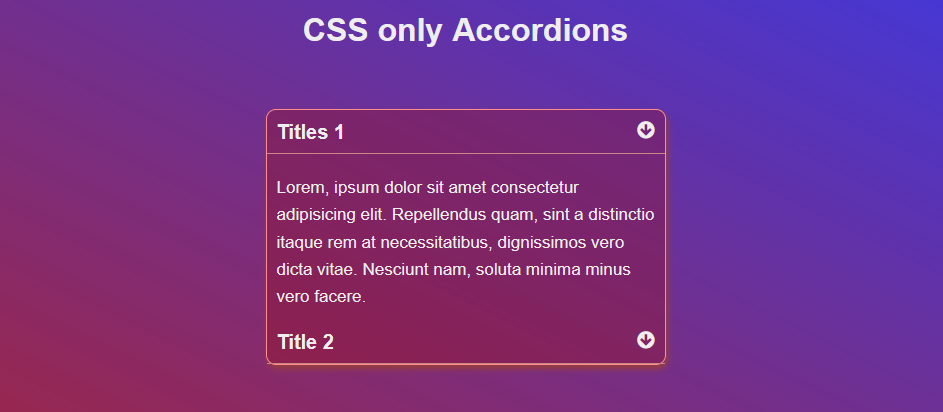 CSS only Accordions
Titles 1
Lorem, ipsum dolor sit amet consectetur
adipisicing elit. Repellendus quam, sint a distinctio
itaque rem at necessitatibus, dignissimos vero
dicta vitae. Nesciunt nam, soluta minima minus
vero facere.
Title 2